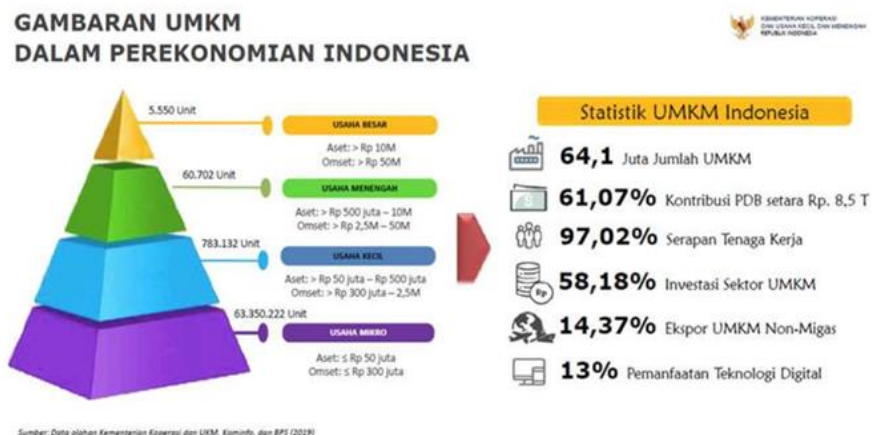 GAMBARAN UMKM
DALAM PEREKONOMIAN INDONESIA
KEMENTERIAN KOPERASI
DAN USAHA KECIL DAN MENENGAH
REPUBLIK INDONESIA
5.550 Unit
USAHA BESAR
Aset: > Rp 10M
Omset: > Rp 50M
60.702 Unit
USAHA MENENGAH
Aset: > Rp 500 juta – 10M
Omset: > Rp 2,5M – 50M
783.132 Unit
USAHA KECIL
Aset: > Rp 50 juta – Rp 500 juta
Omset: > Rp 300 juta – 2,5M
63.350.222 Unit
USAHA MIKRO
Aset: ≤ Rp 50 juta
Omset: ≤ Rp 300 juta
Statistik UMKM Indonesia
64,1 Juta Jumlah UMKM
61,07% Kontribusi PDB setara Rp. 8,5 T
97,02% Serapan Tenaga Kerja
Rp
58,18% Investasi Sektor UMKM
14,37% Ekspor UMKM Non-Migas
13% Pemanfaatan Teknologi Digital
Sumber: Data olahan Kementerian Koperasi dan UKM, Kominfo, dan BPS (2019)